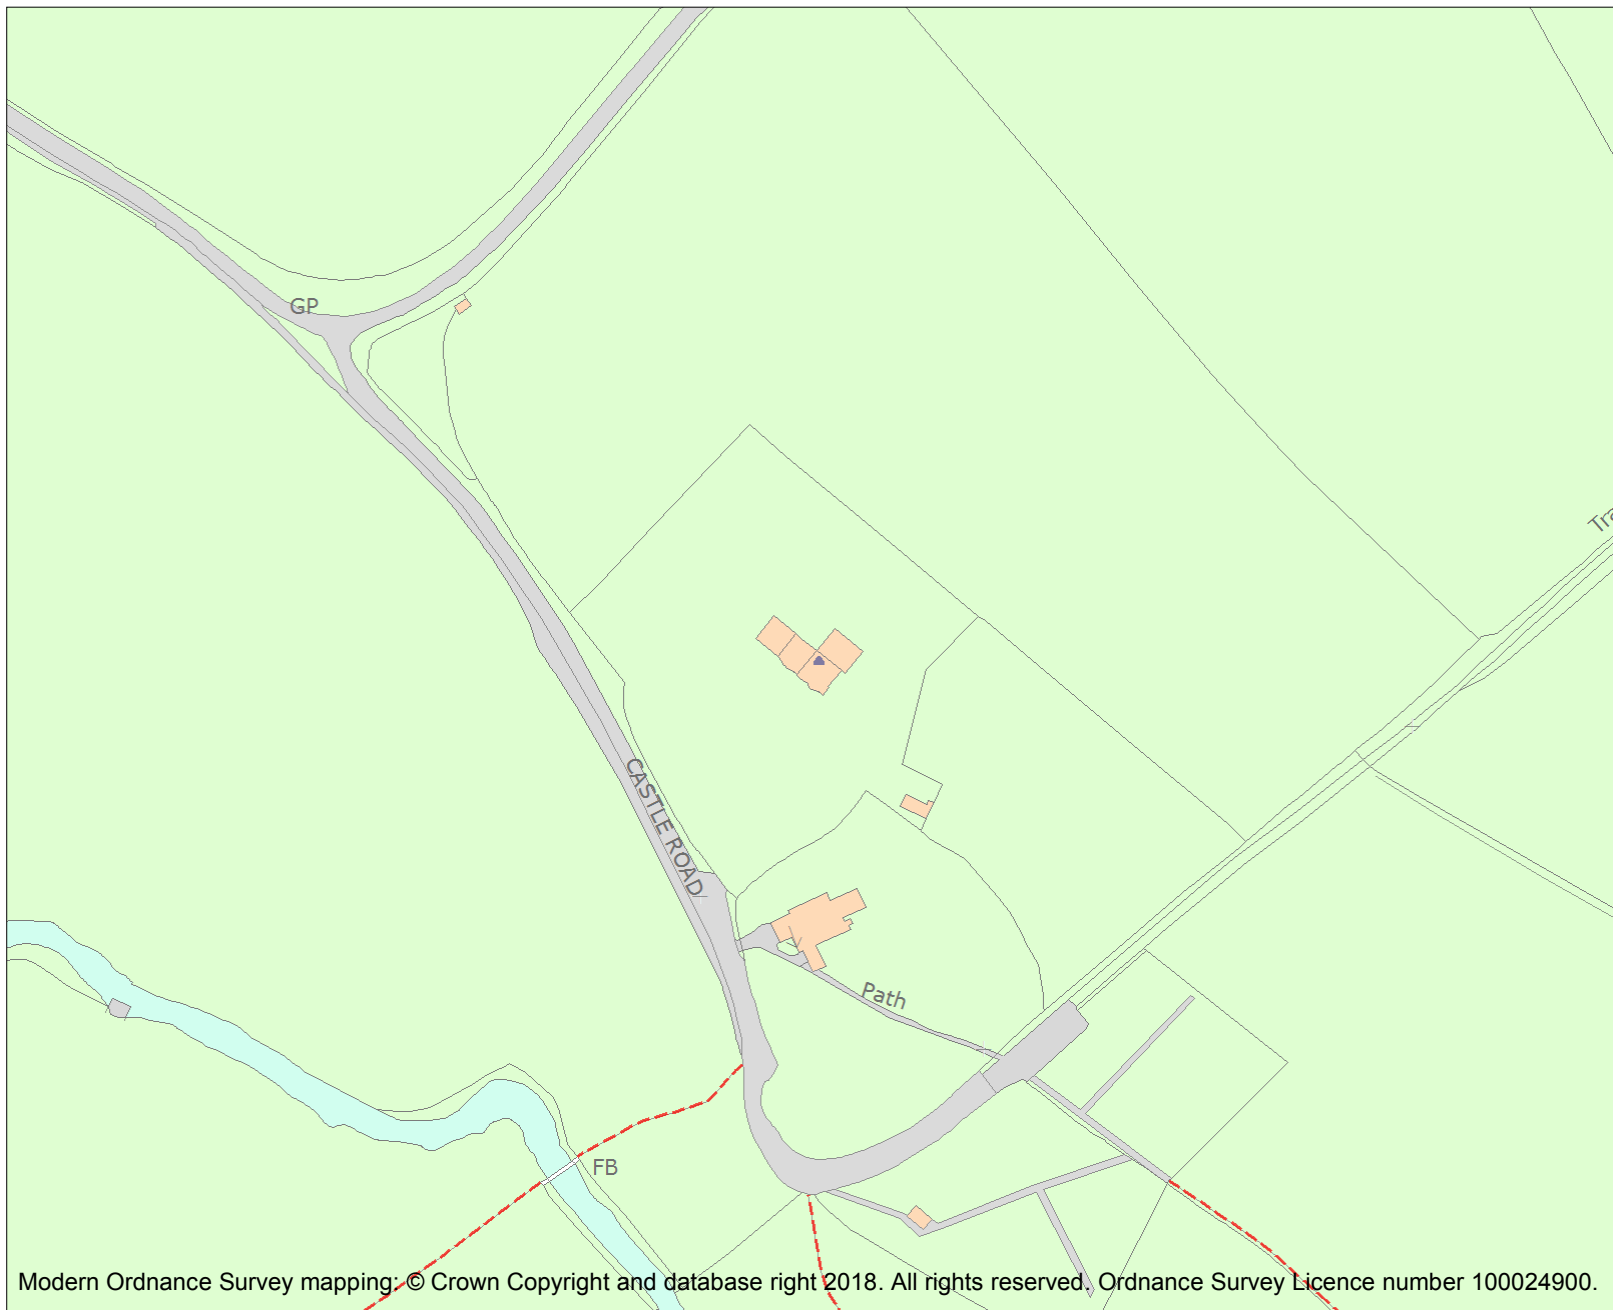 GP
CASTLE ROAD
Path
FB
Modern Ordnance Survey mapping: © Crown Copyright and database right 2018. All rights reserved. Ordnance Survey Licence number 100024900.